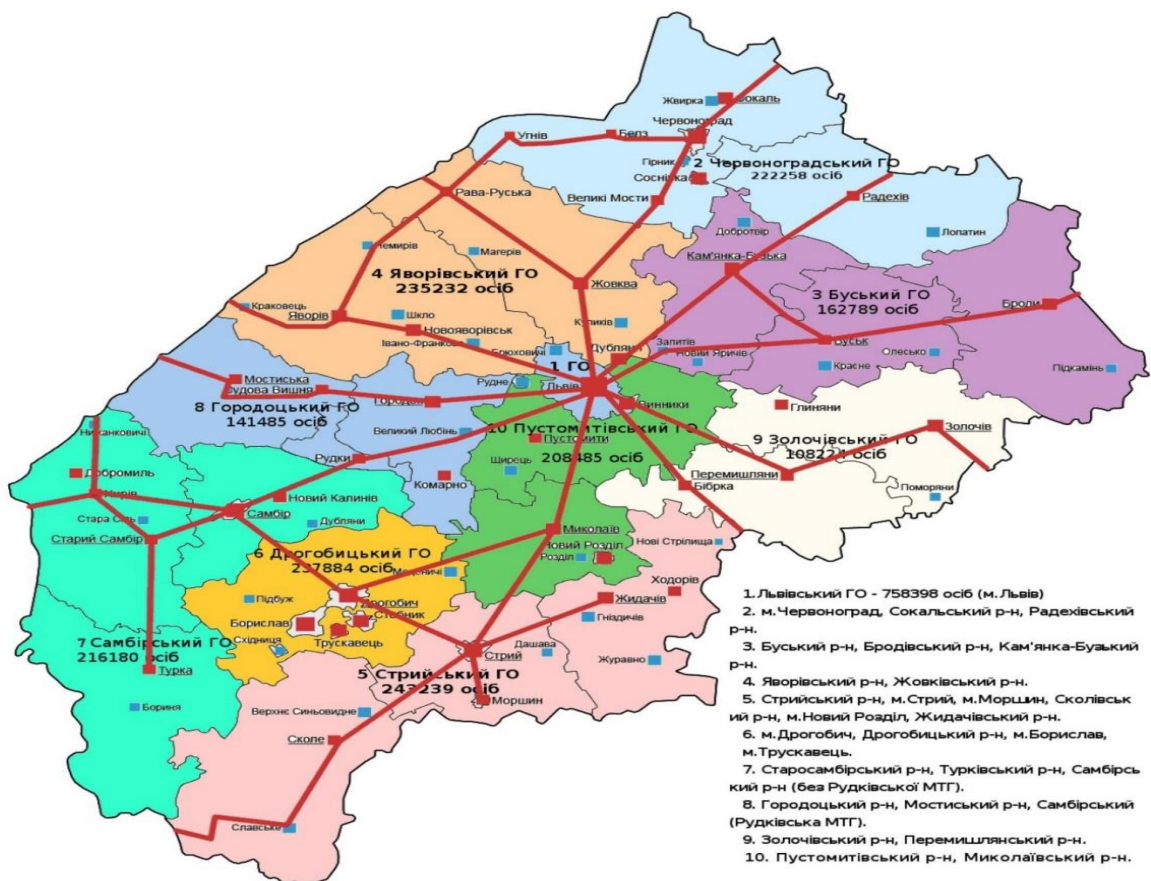 Жвирка
Сокаль
Червоноград
Угнів
Белз
Гірник
2 Червоноградський ГО
222258 осіб
Соснівка
Рава-Руська
Великі Мости
Радехів
Добротвір
Лопатин
Немирів
Магерів
Кам'янка-Бузька
4 Яворівський ГО
235232 осіб
Жовква
3 Буський ГО
162789 осіб
Броди
Краковець
Яворів
Шкло
Новояворівськ
Куликів
Івано-Франкове
Брюховичі
Дубляни
Запитів
Новий Яричів
Буськ
Олесько
Красне
Підкамінь
1 ГО
Львів
Рудне
Мостиська
Судова Вишня
Городок
Винники
Глиняни
8 Городоцький ГО
141485 осіб
Великий Любінь
10 Пустомитівський ГО
Пустомити
208485 осіб
9 Золочівський ГО
108224 осіб
Золочів
Нижанковичі
Добромиль
Рудки
Комарно
Щирець
Перемишляни
Бібрка
Поморяни
Хирів
Новий Калинів
Стара Сіль
Самбір
Дубляни
Старий Самбір
Миколаїв
Новий Розділ
Розділ
Нові Стрілища
6 Дрогобицький ГО
237884 осіб
Меденичі
Ходорів
Підбуж
Дрогобич
Стебник
Жидачів
Борислав
Трускавець
Гніздичів
Східниця
7 Самбірський ГО
216180 осіб
Турка
Дашава
Стрий
Журавно
5 Стрийський ГО
243239 осіб
Моршин
Бориня
Верхнє Синьовидне
Сколе
Славське
1.Львівський ГО - 758398 осіб (м.Львів)
2. м.Червоноград, Сокальський р-н, Радехівський
р-н.
3. Буський р-н, Бродівський р-н, Кам'янка-Бузький
р-н.
4. Яворівський р-н, Жовківський р-н.
5. Стрийський р-н, м.Стрий, м.Моршин, Сколівськ
ий р-н, м.Новий Розділ, Жидачівський р-н.
6. м.Дрогобич, Дрогобицький р-н, м.Борислав,
м.Трускавець.
7. Старосамбірський р-н, Турківський р-н, Самбірсь
кий р-н (без Рудківської МТГ).
8. Городоцький р-н, Мостиський р-н, Самбірський
(Рудківська МТГ).
9. Золочівський р-н, Перемишлянський р-н.
10. Пустомитівський р-н, Миколаївський р-н.